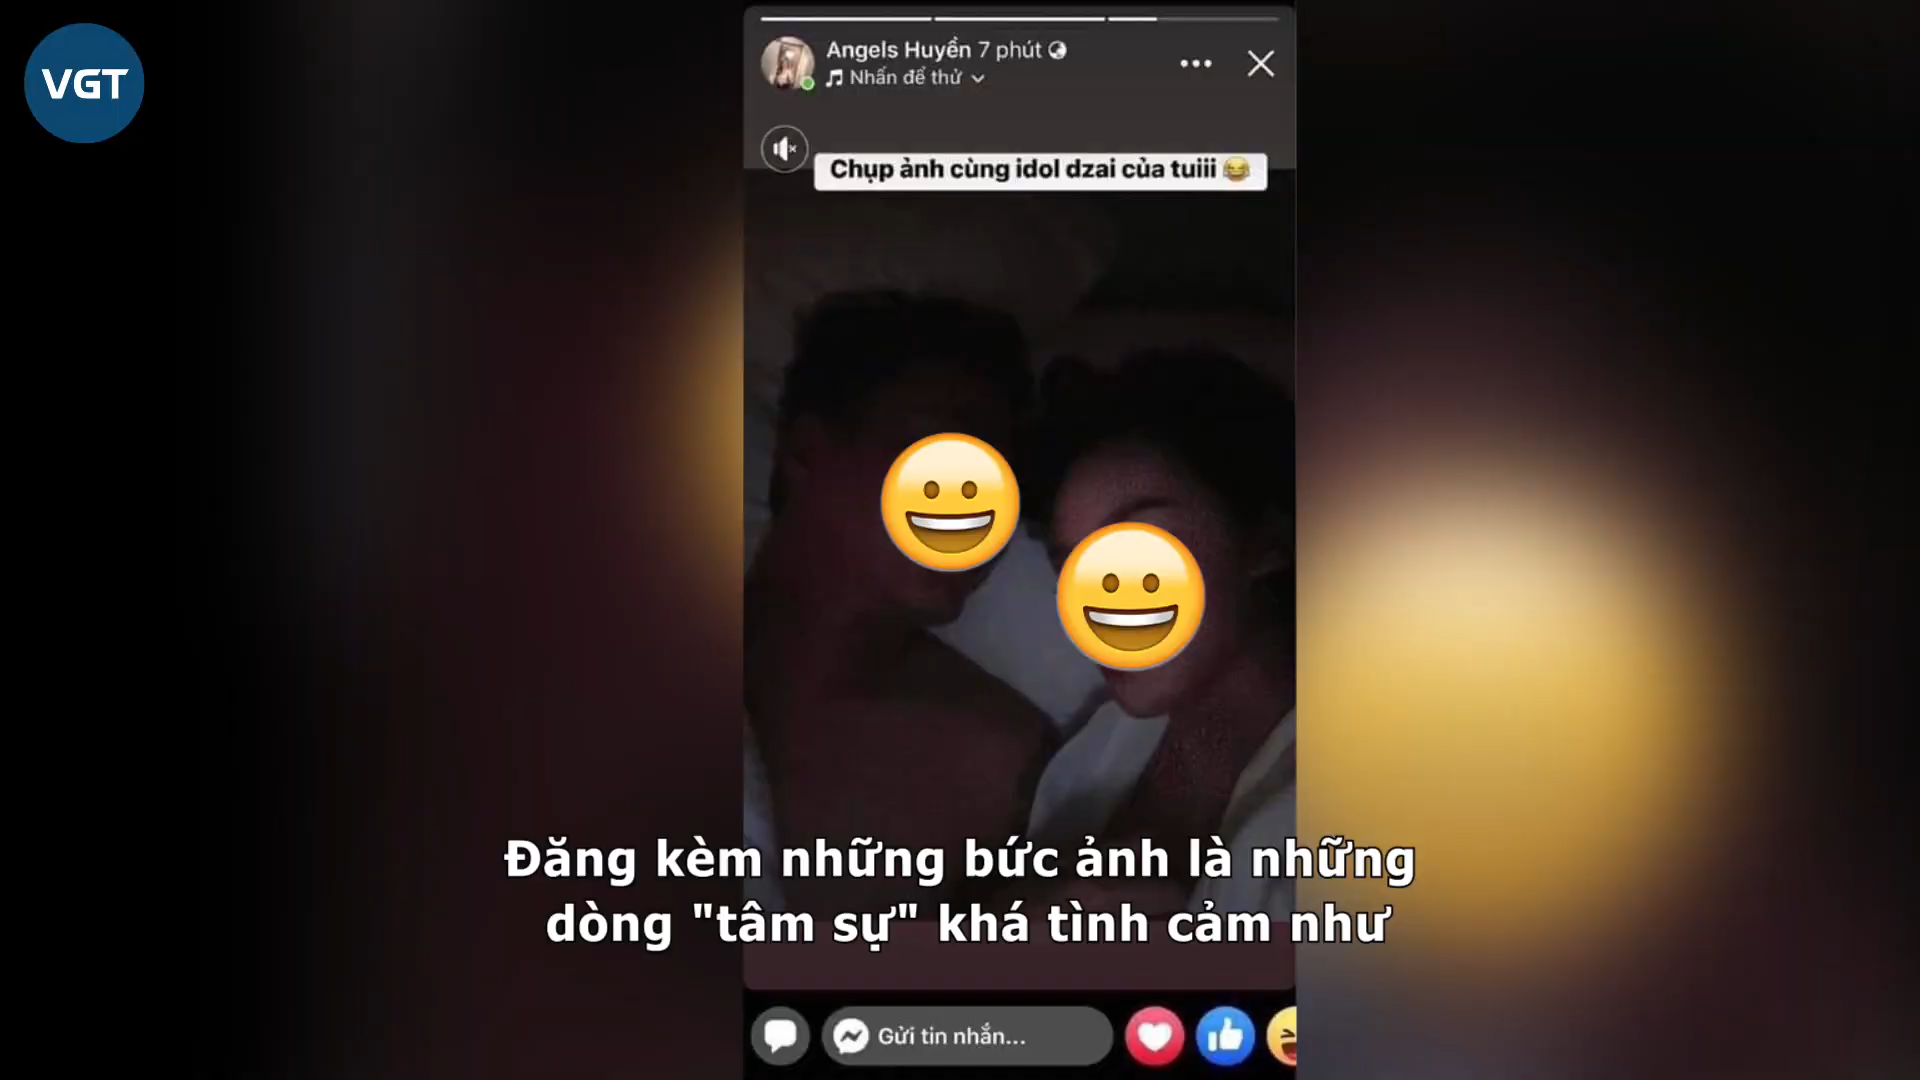 VGT
Angels Huyền 7 phút
Nhấn để thử
Chụp ảnh cùng idol dzai của tuiii 😂
Đăng kèm những bức ảnh là những
dòng "tâm sự" khá tình cảm như
Gửi tin nhắn...